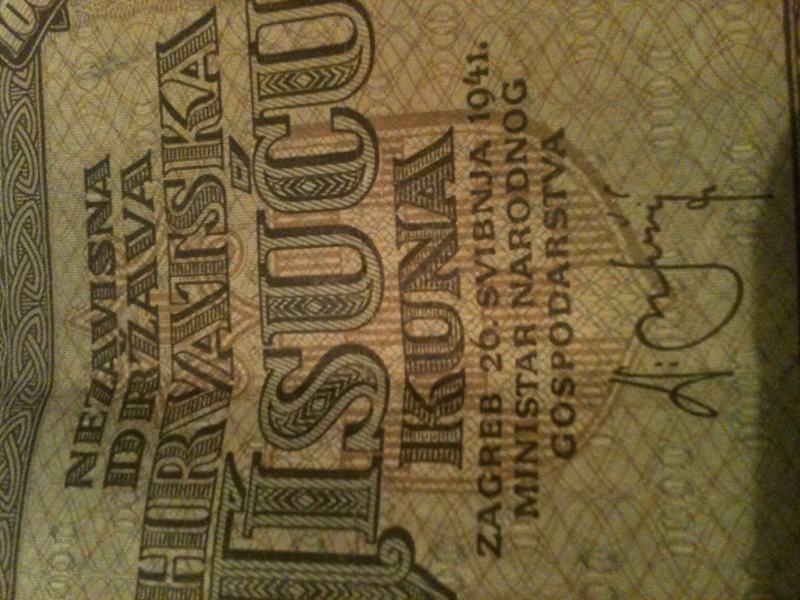 NEZAVISNA
DRŽAVA
HRVATSKA
TISUĆU
KUNA
ZAGREB 26. SVIBNJA 1941.
MINISTAR NARODNOG
GOSPODARSTVA